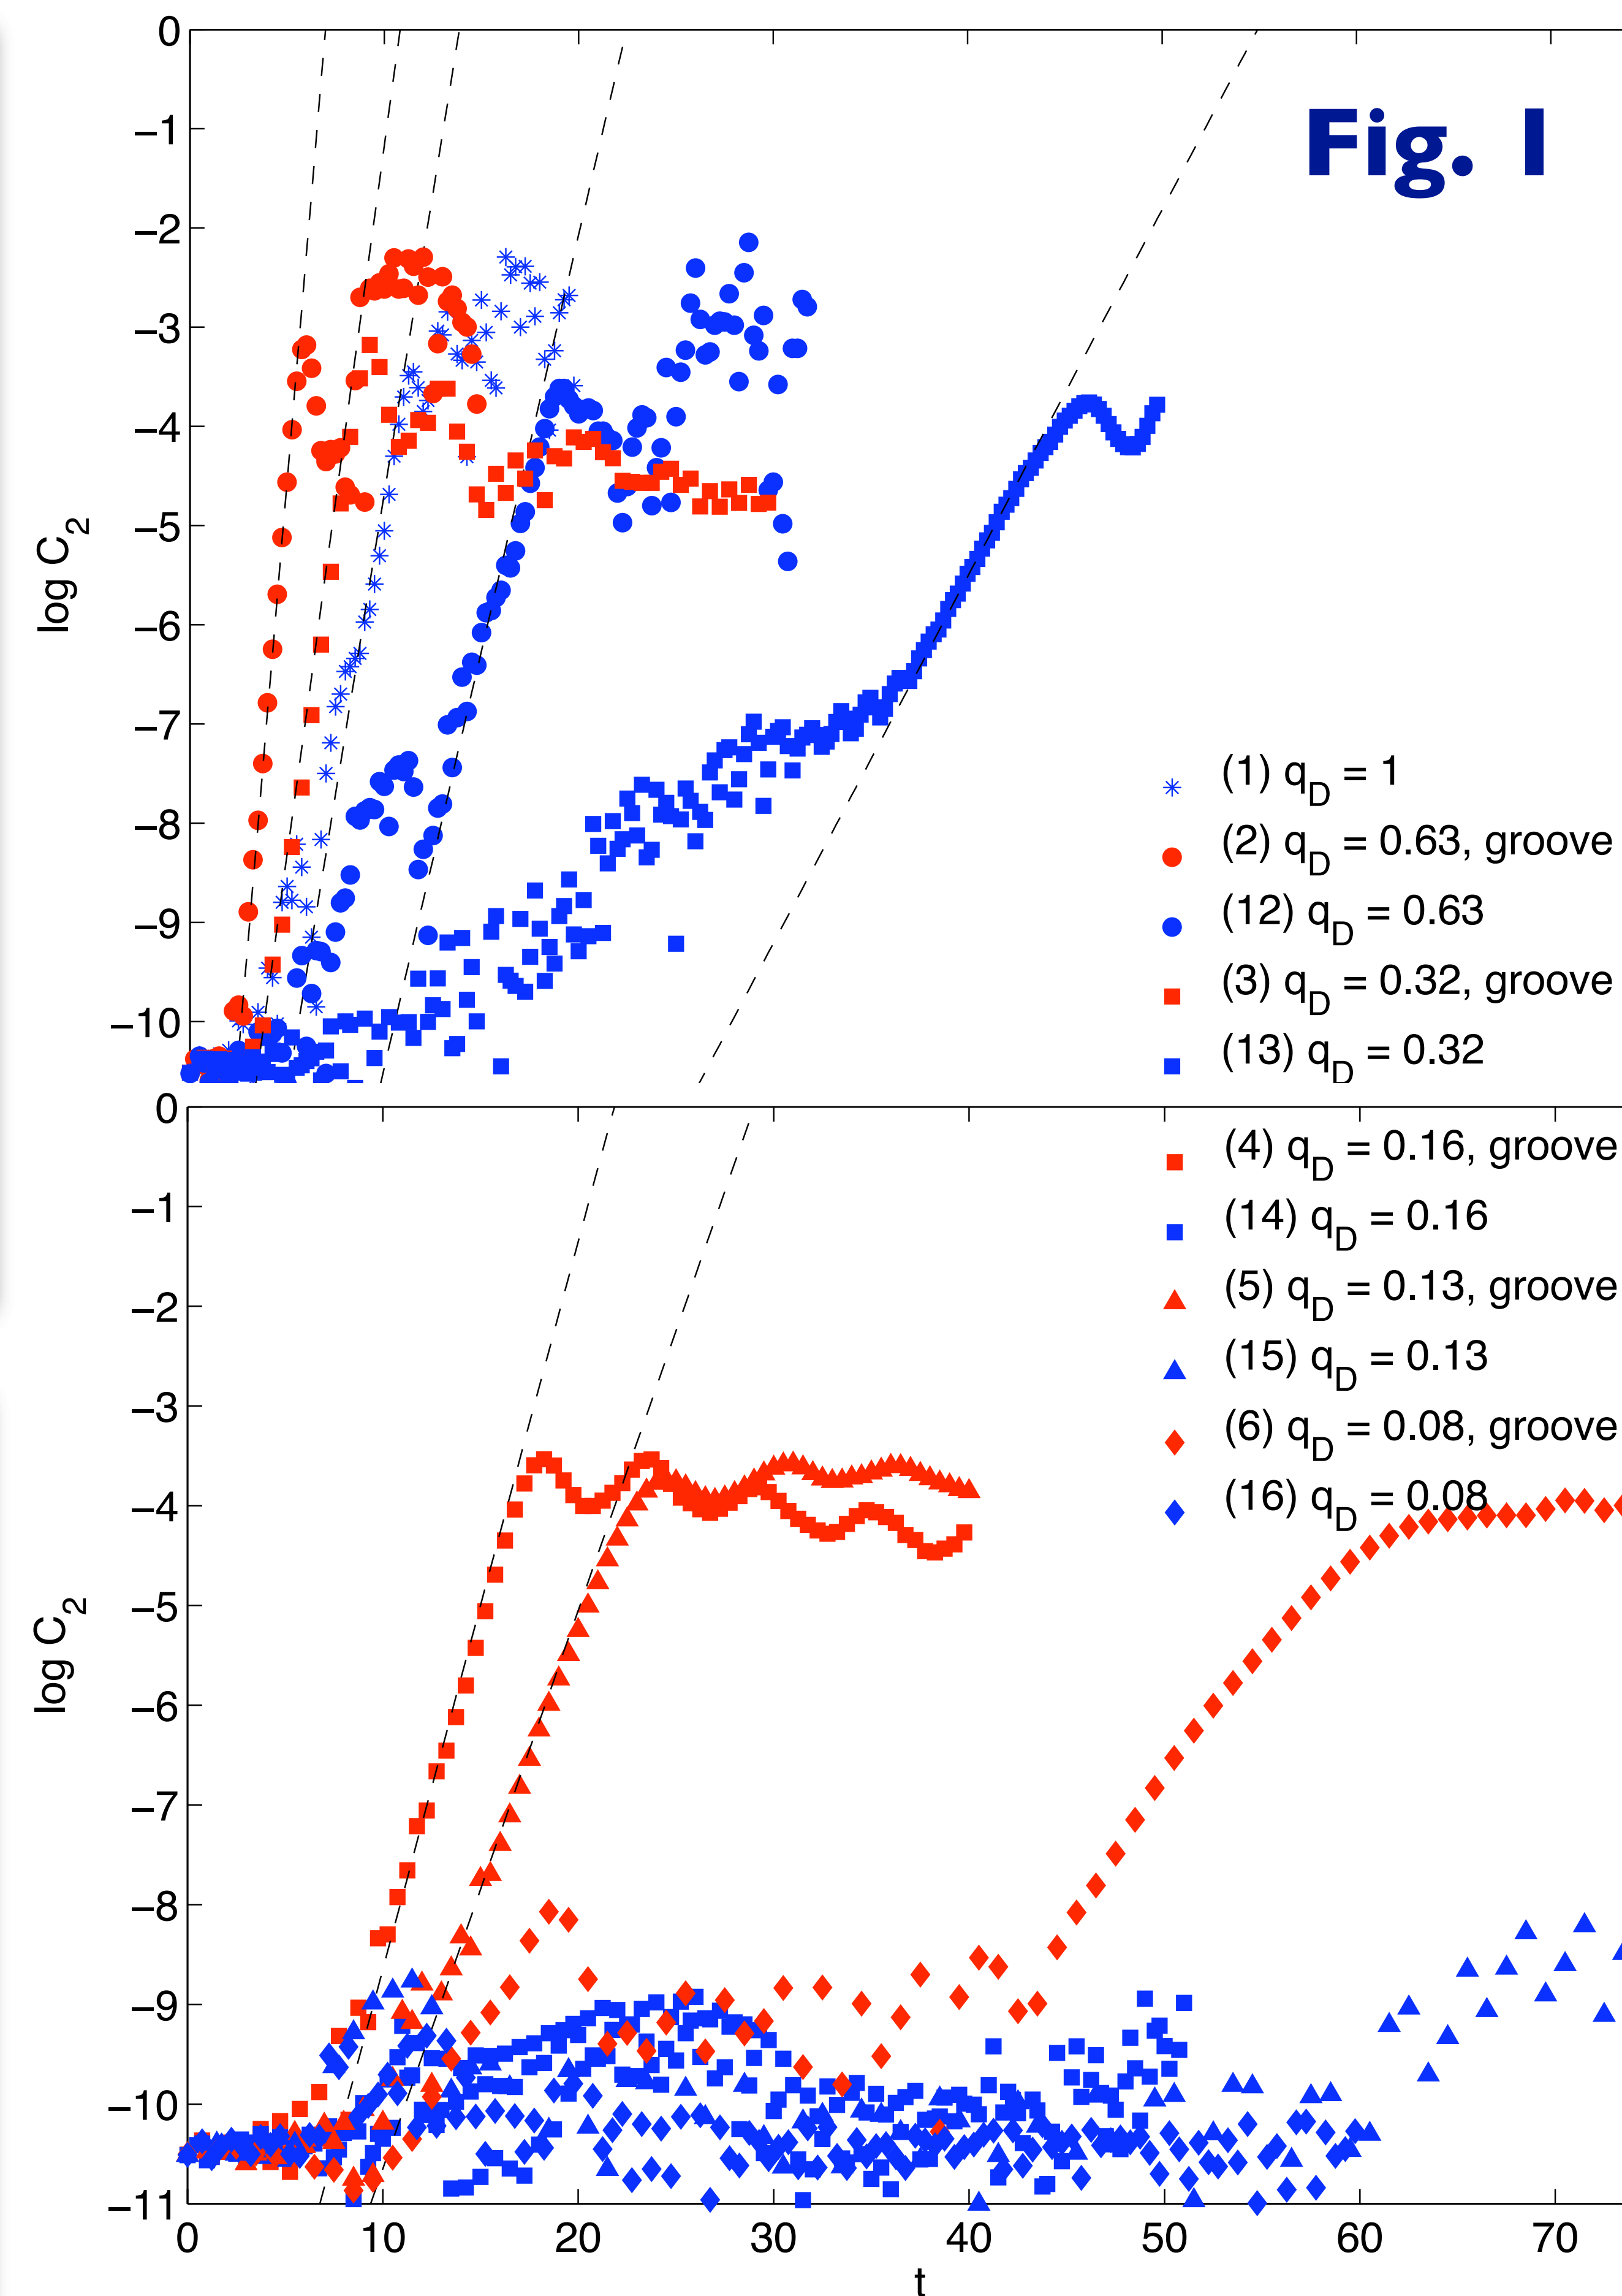 0
−1
−2
−3
−4
−5
−6
−7
−8
−9
−10
log C2
Fig. 1
(1) qD = 1
(2) qD = 0.63, groove
(12) qD = 0.63
(3) qD = 0.32, groove
(13) qD = 0.32
0
−1
−2
−3
−4
−5
−6
−7
−8
−9
−10
−11
log C2
(4) qD = 0.16, groove
(14) qD = 0.16
(5) qD = 0.13, groove
(15) qD = 0.13
(6) qD = 0.08, groove
(16) qD = 0.08
0 10 20 30 40 50 60 70
t